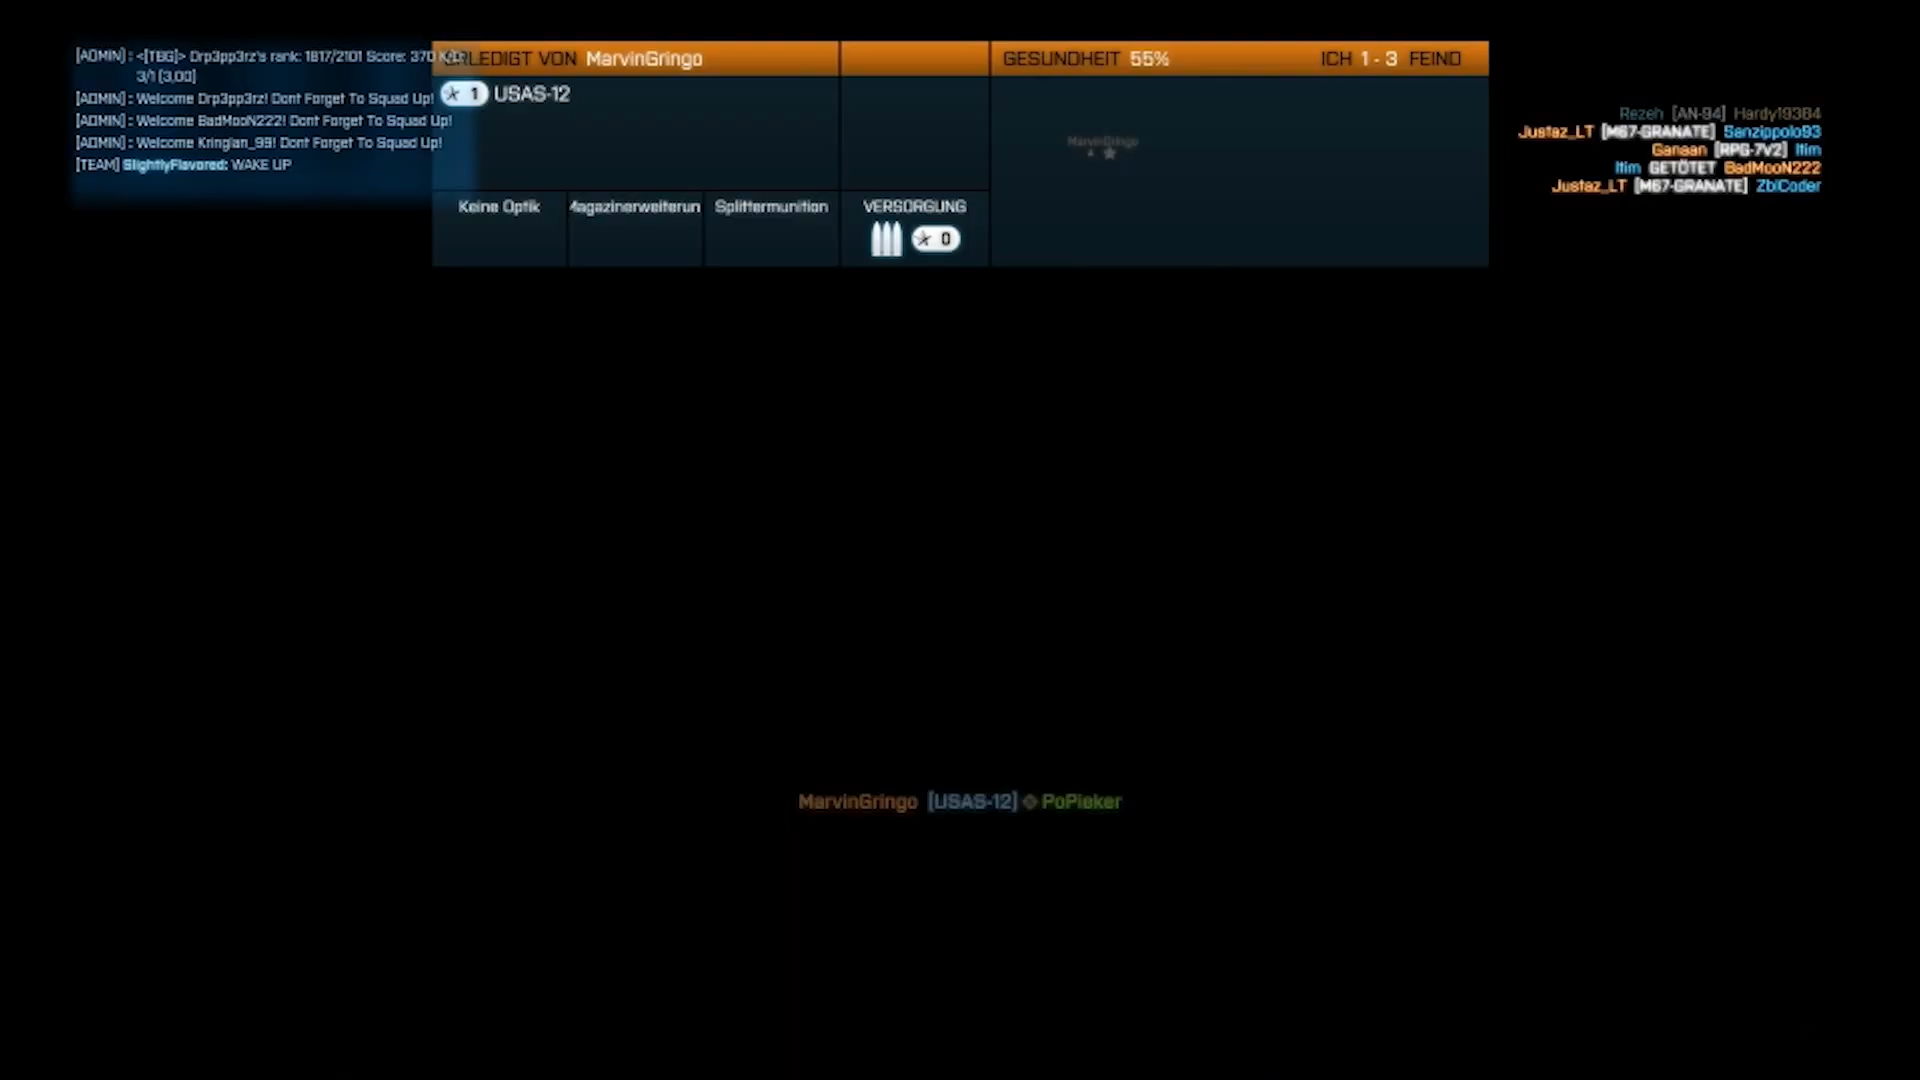 [ADMIN] : <[TBG]> Drp3pp3rz's rank: 1817/2101 Score: 370 K/D:
3/1 (3,00)
[ADMIN] : Welcome Drp3pp3rz! Dont Forget To Squad Up!
[ADMIN] : Welcome BadMooN222! Dont Forget To Squad Up!
[ADMIN] : Welcome Kringlan_99! Dont Forget To Squad Up!
[TEAM] SlightlyFlavored: WAKE UP
ERLEDIGT VON MarvinGringo
GESUNDHEIT 55%
ICH 1 - 3 FEIND
1 USAS-12
MarvinGringo
Keine Optik
Magazinerweiterun
Splittermunition
VERSORGUNG
0
Rezeh [AN-94] Hardy19384
Justaz_LT [M67-GRANATE] Sanzippolo93
Ganaan [RPG-7V2] Itim
Itim GETÖTET BadMooN222
Justaz_LT [M67-GRANATE] ZbiCoder
MarvinGringo [USAS-12] PoPieker